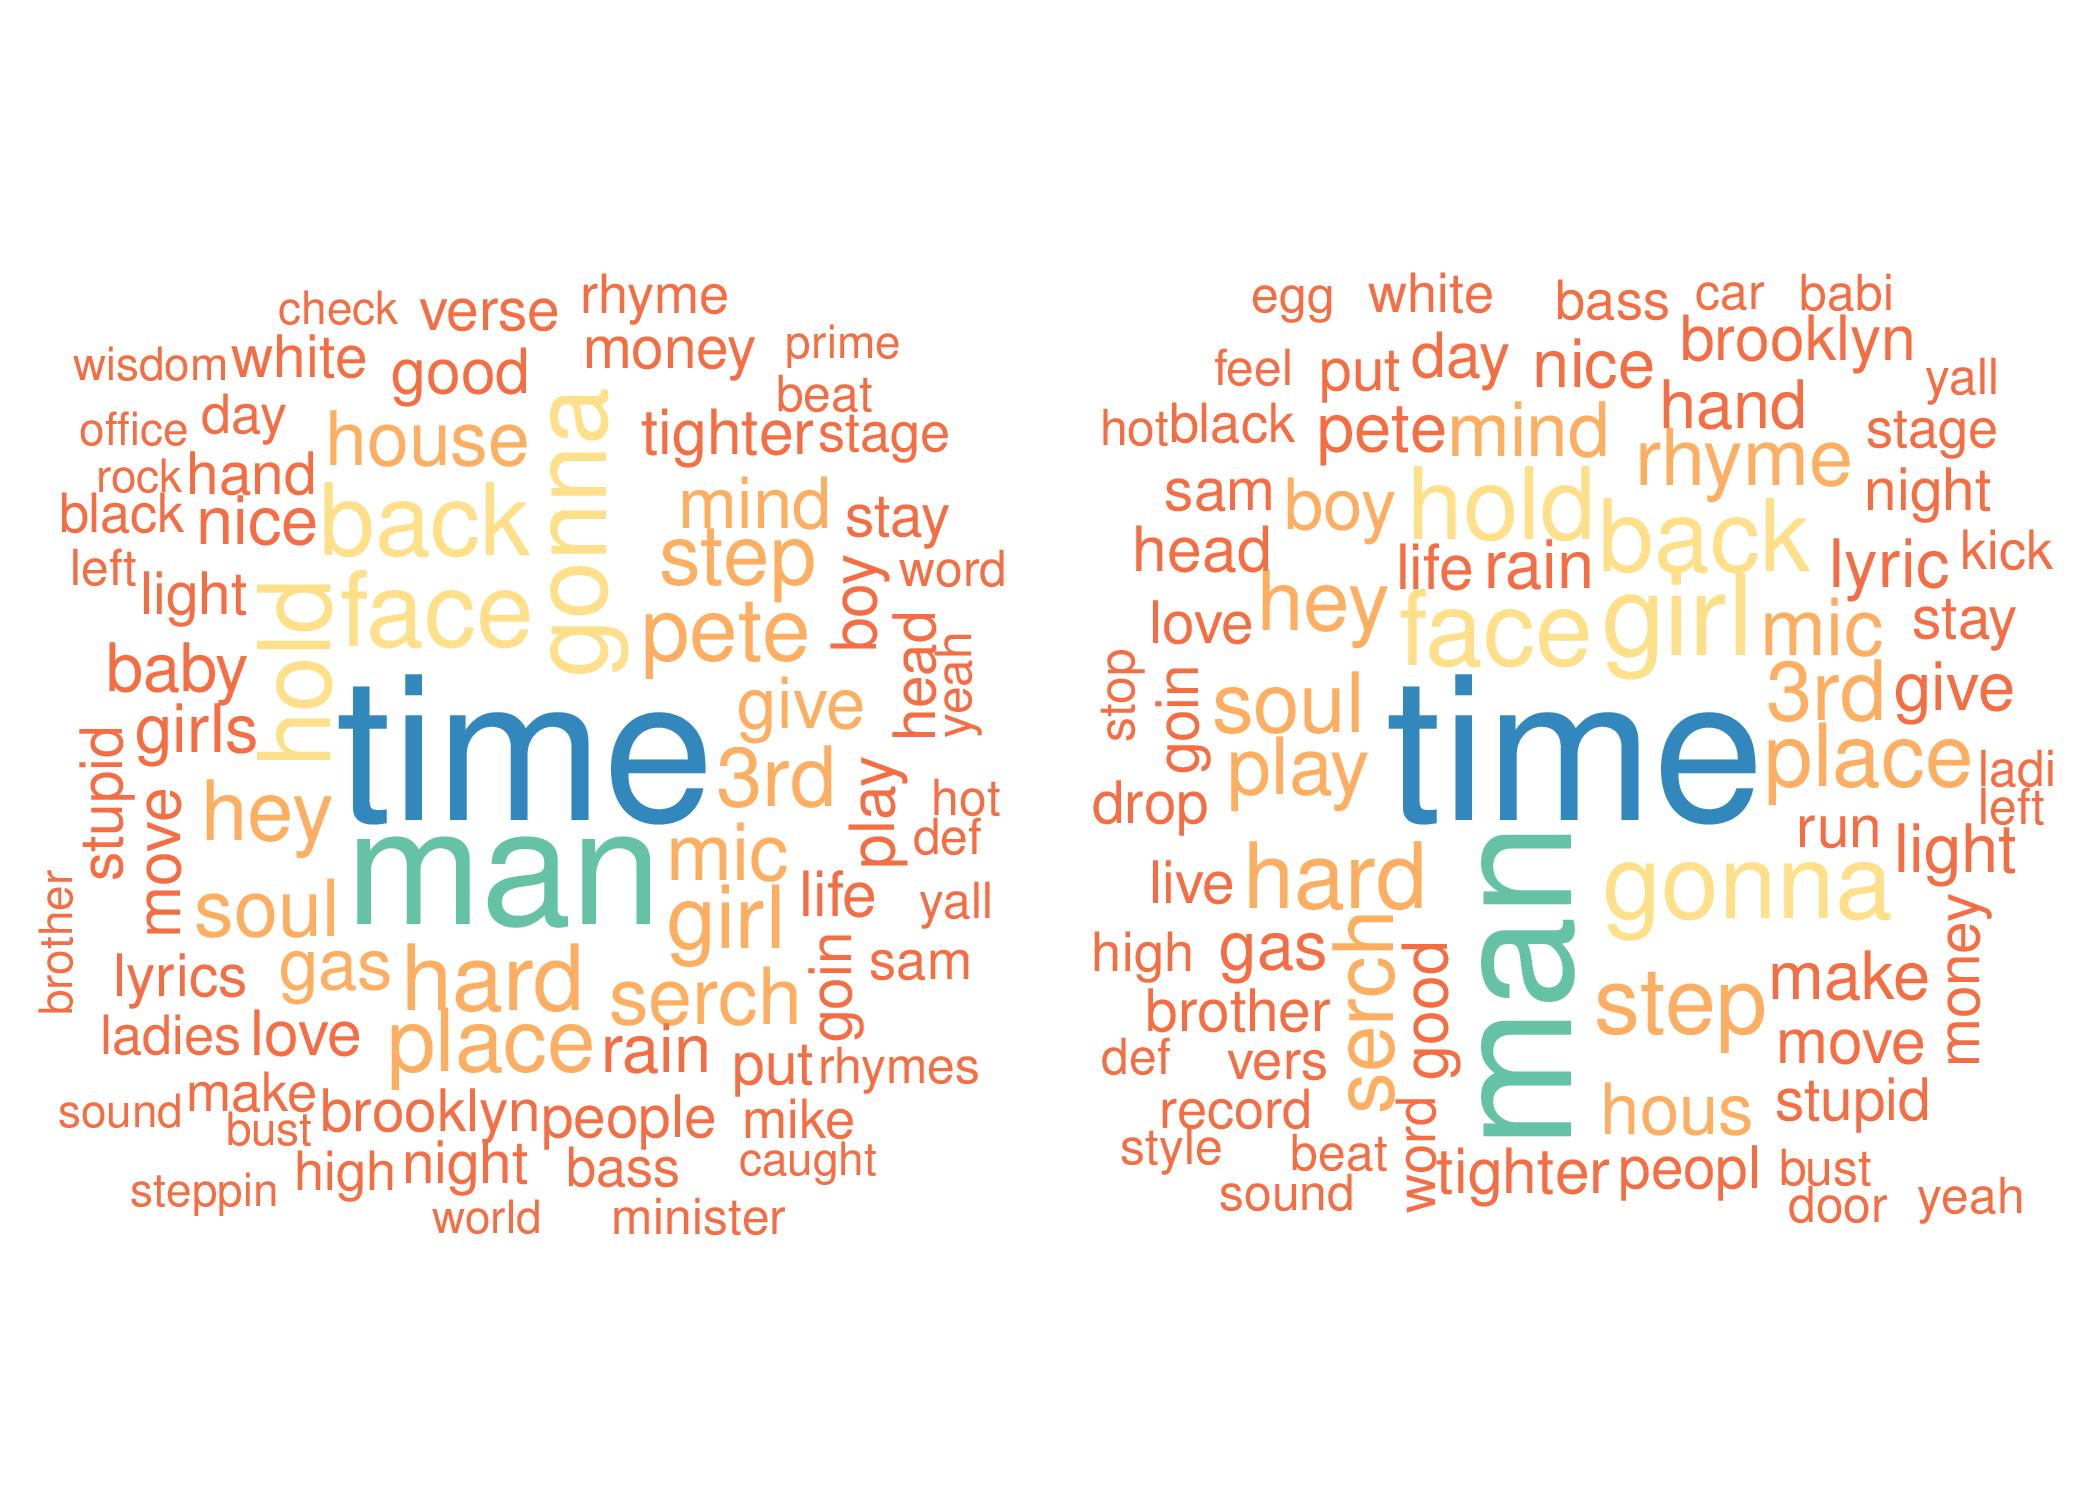 check verse rhyme
wisdom white good money prime
beat
office day house gonna tighter stage
rock hand
black nice back mind stay
left light hold face step boy word
baby pete head yeah
girls time give
stupid move hey 3rd play hot
man mic def
brother soul girl life yall
lyrics gas hard serch goin sam
ladies love place rain put rhymes
sound make brooklyn people mike
bust
steppin high night bass caught
world minister
egg white bass car babi
feel put day nice brooklyn yall
hot black pete mind hand stage
rhyme
sam boy hold back night
head life rain lyric kick
love hey face girl mic stay
stop goin soul 3rd give
play time place ladi
drop left
run light
live hard man gonna
high gas serch good money
brother step make
def vers move
record hous stupid
style beat word tighter peopl bust
sound door yeah